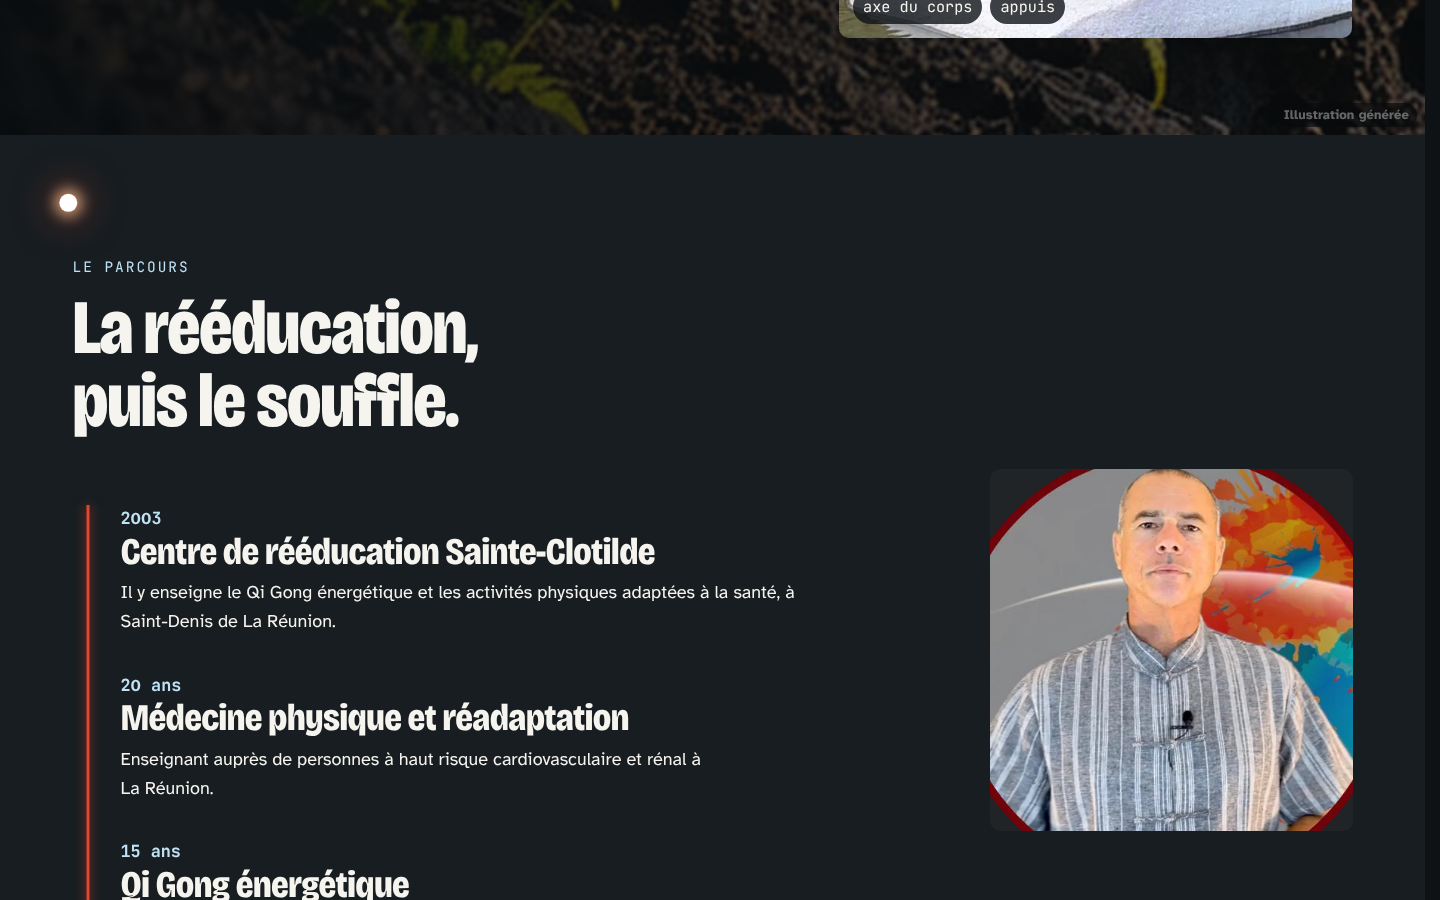 axe du corps appuis
Illustration générée
LE PARCOURS
La rééducation,
puis le souffle.
2003
Centre de rééducation Sainte-Clotilde
Il y enseigne le Qi Gong énergétique et les activités physiques adaptées à la santé, à
Saint-Denis de La Réunion.
20 ans
Médecine physique et réadaptation
Enseignant auprès de personnes à haut risque cardiovasculaire et rénal à
La Réunion.
15 ans
Qi Gong énergétique